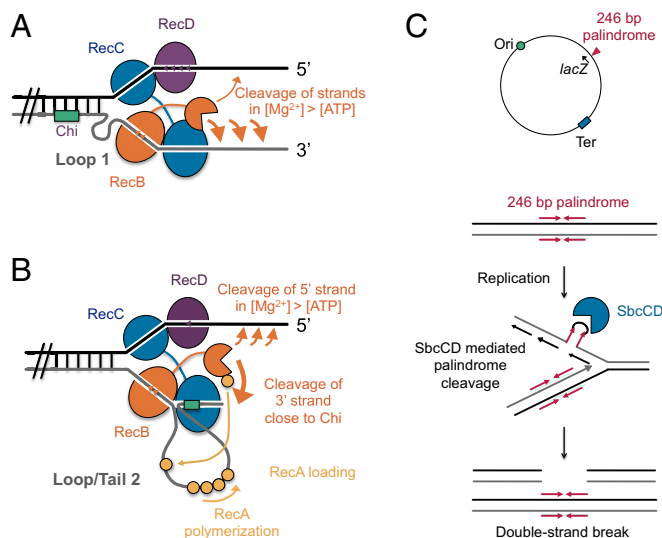 A
RecD
RecC
5’
Cleavage of strands
in [Mg2+] > [ATP]
Chi
Loop 1
3’
RecB
B
RecD
Cleavage of 5’ strand
in [Mg2+] > [ATP]
RecC
5’
Cleavage of
3’ strand
close to Chi
RecB
Loop/Tail 2
RecA loading
RecA
polymerization
C
246 bp
palindrome
Ori
lacZ
Ter
246 bp palindrome
Replication
SbcCD
SbcCD mediated
palindrome
cleavage
Double-strand break